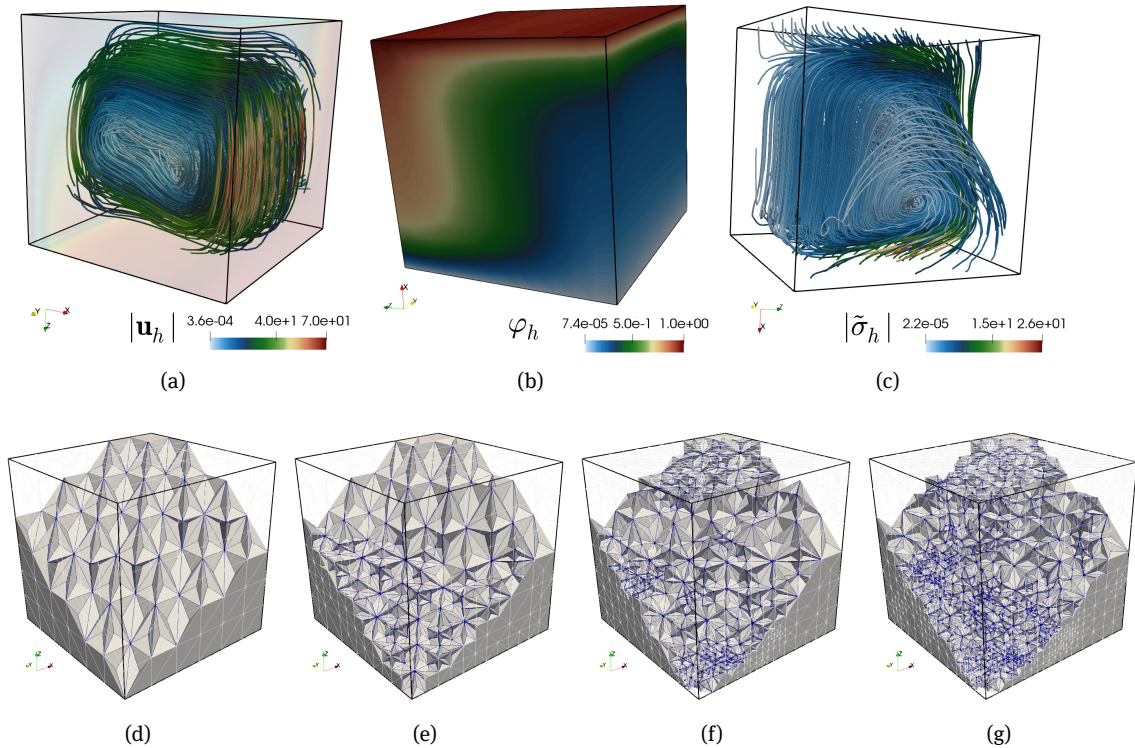 Y X
Z
|u_h| 3.6e-04 4.0e+1 7.0e+01
(a)
X
Z Y
φ_h 7.4e-05 5.0e-1 1.0e+00
(b)
Y Z
X
|σ̃_h| 2.2e-05 1.5e+1 2.6e+01
(c)
Z
Y X
(d)
Z
Y X
(e)
Z
Y X
(f)
Z
Y X
(g)